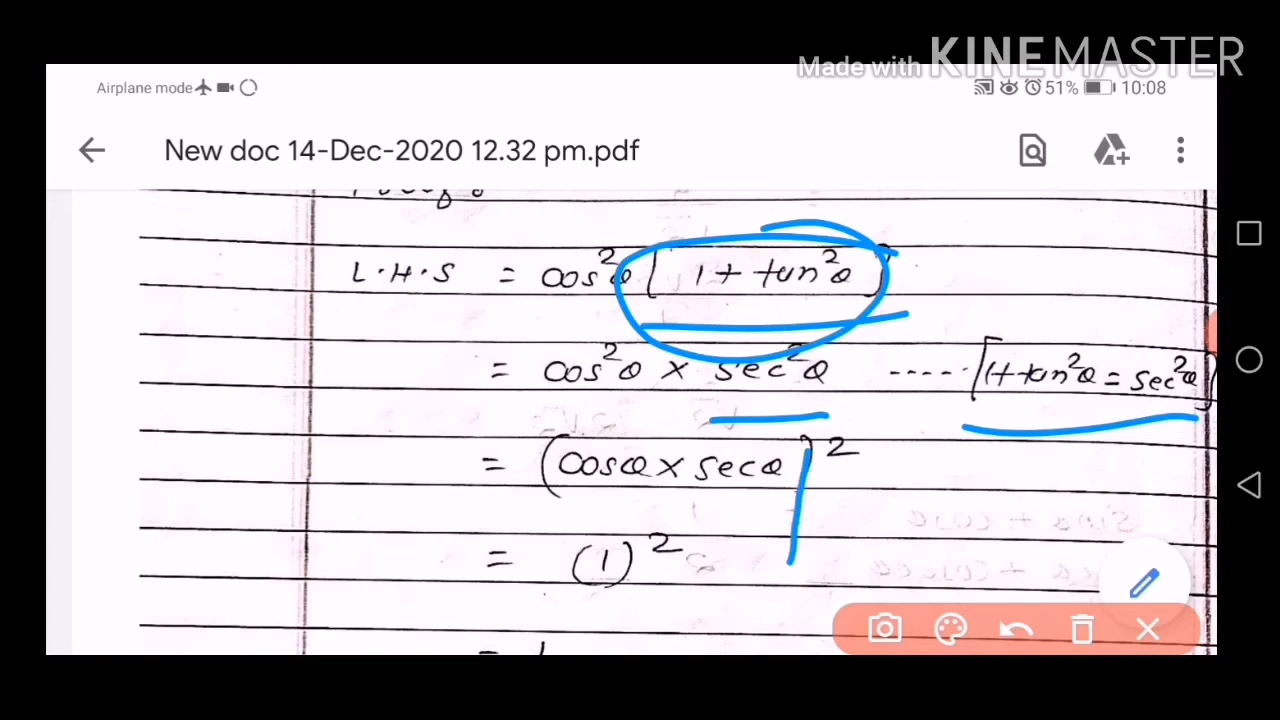 Made with KINEMASTER
Airplane mode 51% 10:08
New doc 14-Dec-2020 12.32 pm.pdf
L.H.S = cos²θ [ 1 + tan²θ ]
= cos²θ × sec²θ ..... [1+tan²θ = sec²θ]
= (cosθ × secθ)²
= (1)²